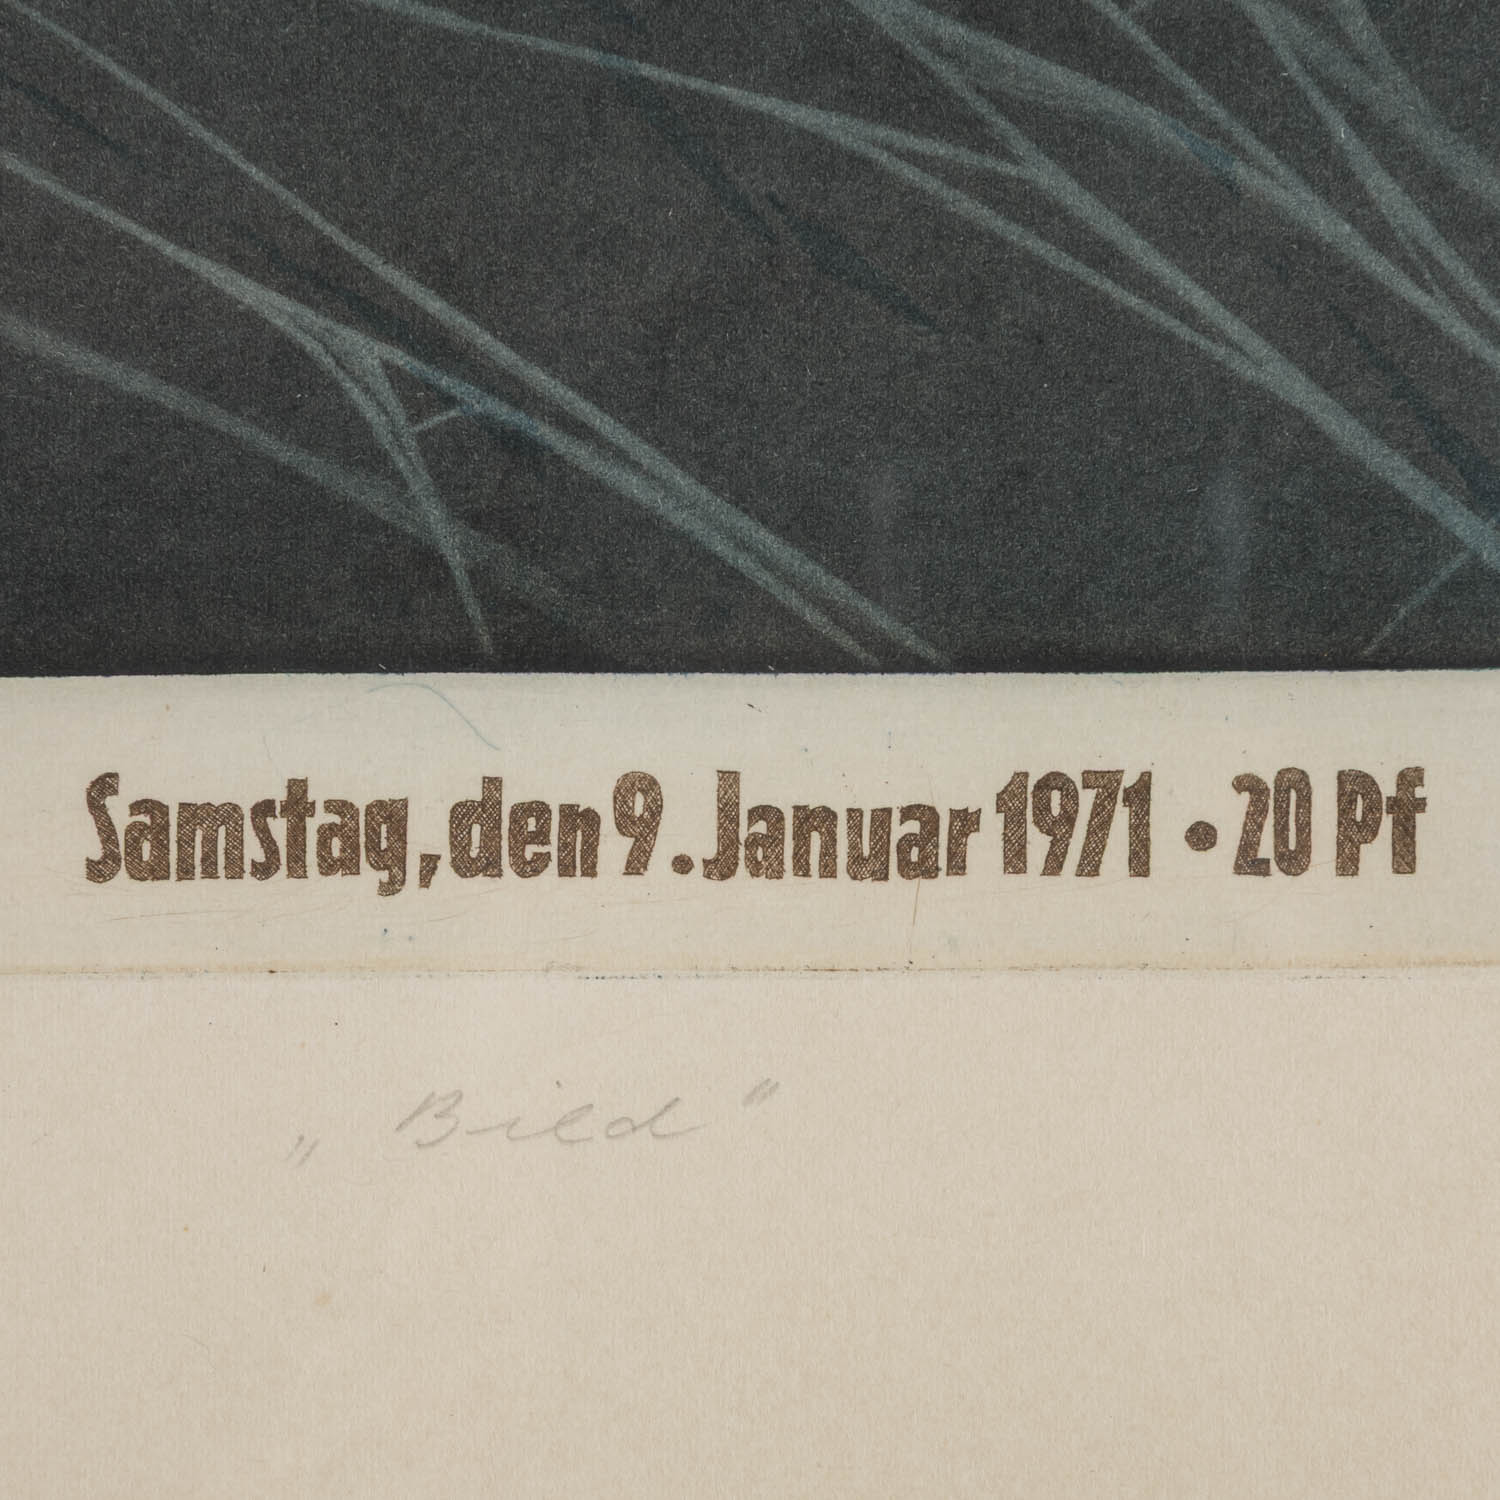 Samstag, den 9. Januar 1971 • 20 Pf
„Bild"